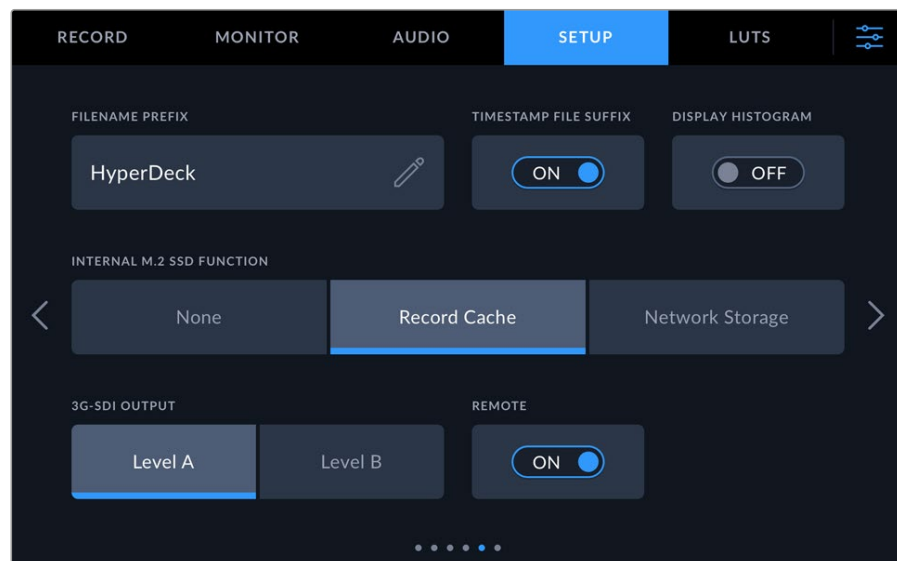 RECORD MONITOR AUDIO SETUP LUTS
FILENAME PREFIX TIMESTAMP FILE SUFFIX DISPLAY HISTOGRAM
HyperDeck ON OFF
INTERNAL M.2 SSD FUNCTION
None Record Cache Network Storage
3G-SDI OUTPUT REMOTE
Level A Level B ON